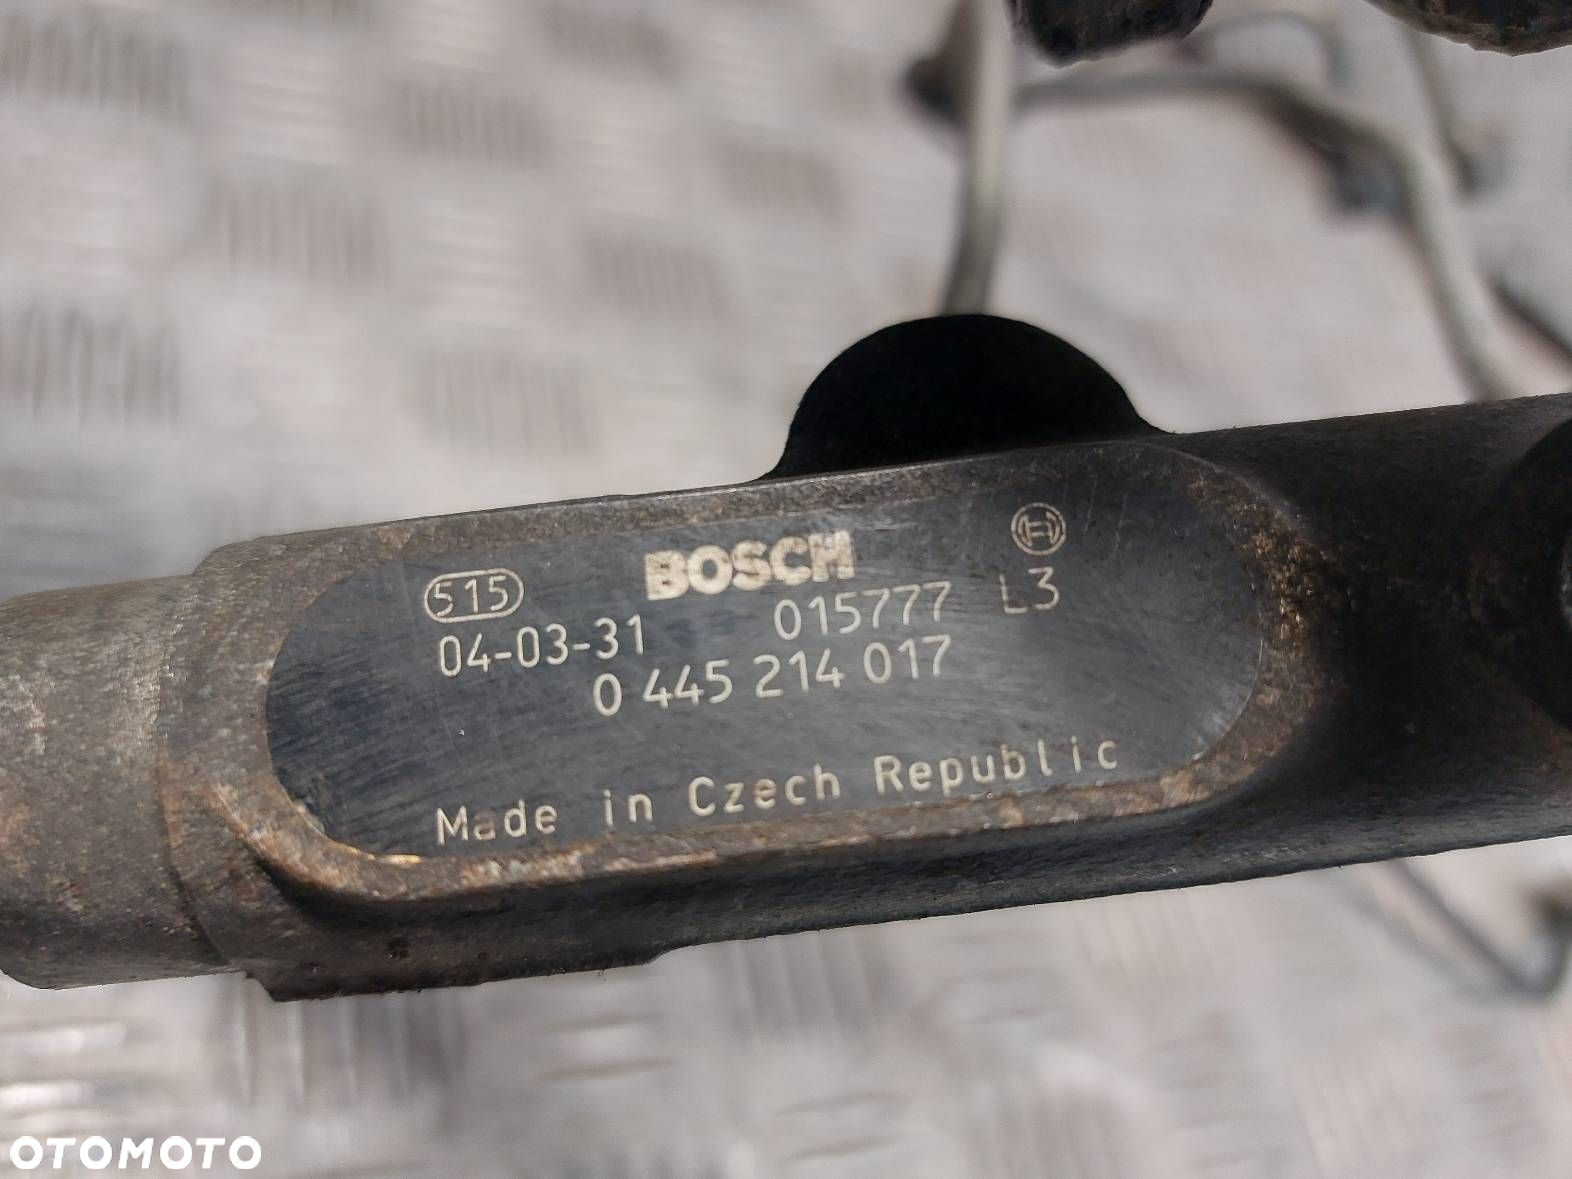 515 BOSCH
04-03-31 015777 L3
0 445 214 017
Made in Czech Republic
OTOMOTO